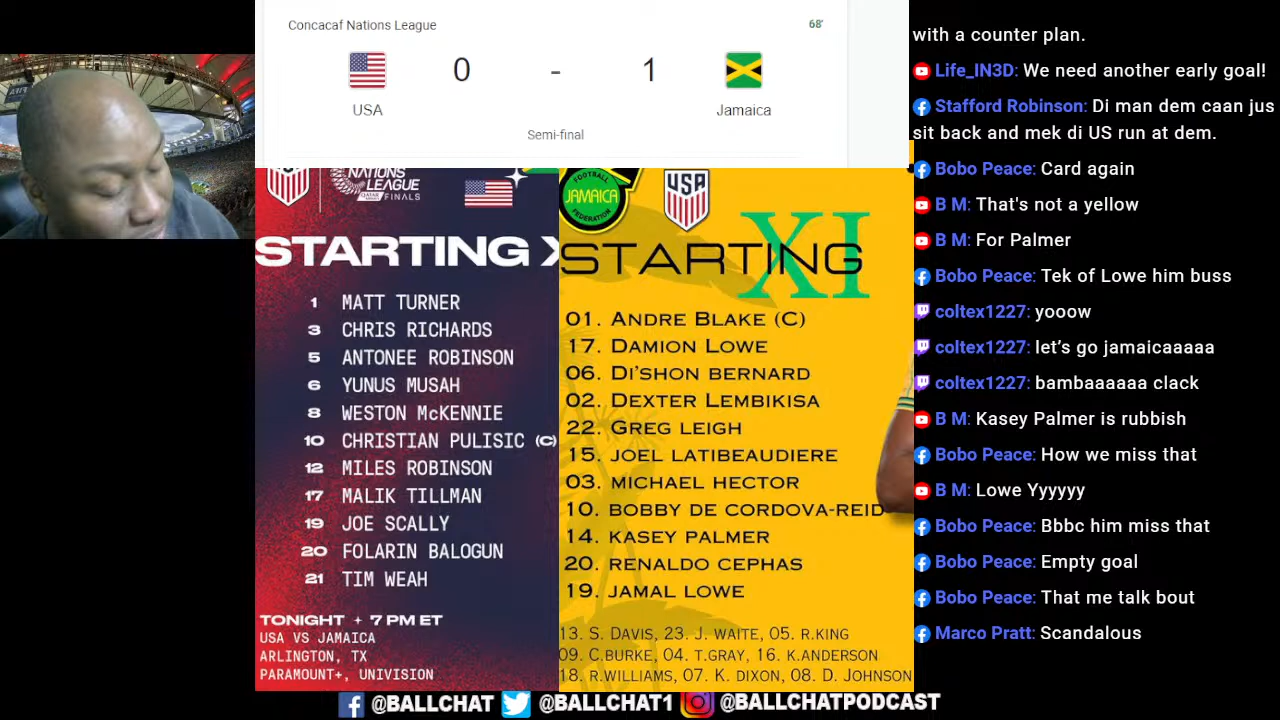 Concacaf Nations League
68'
0 - 1
USA
Jamaica
Semi-final
NATIONS
LEAGUE
FINALS
STARTING X
1 MATT TURNER
3 CHRIS RICHARDS
5 ANTONEE ROBINSON
6 YUNUS MUSAH
8 WESTON McKENNIE
10 CHRISTIAN PULISIC (C)
12 MILES ROBINSON
17 MALIK TILLMAN
19 JOE SCALLY
20 FOLARIN BALOGUN
21 TIM WEAH
TONIGHT + 7 PM ET
USA VS JAMAICA
ARLINGTON, TX
PARAMOUNT+, UNIVISION
FOOTBALL
JAMAICA
FEDERATION
USA
STARTING
XI
01. ANDRE BLAKE (C)
17. DAMION LOWE
06. DI'SHON BERNARD
02. DEXTER LEMBIKISA
22. GREG LEIGH
15. JOEL LATIBEAUDIERE
03. MICHAEL HECTOR
10. BOBBY DE CORDOVA-REID
14. KASEY PALMER
20. RENALDO CEPHAS
19. JAMAL LOWE
13. S. DAVIS, 23. J. WAITE, 05. R.KING
09. C.BURKE, 04. T.GRAY, 16. K.ANDERSON
18. R.WILLIAMS, 07. K. DIXON, 08. D. JOHNSON
with a counter plan.
Life_IN3D: We need another early goal!
Stafford Robinson: Di man dem caan jus
sit back and mek di US run at dem.
Bobo Peace: Card again
B M: That's not a yellow
B M: For Palmer
Bobo Peace: Tek of Lowe him buss
coltex1227: yooow
coltex1227: let's go jamaicaaaaa
coltex1227: bambaaaaaa clack
B M: Kasey Palmer is rubbish
Bobo Peace: How we miss that
B M: Lowe Yyyyyy
Bobo Peace: Bbbc him miss that
Bobo Peace: Empty goal
Bobo Peace: That me talk bout
Marco Pratt: Scandalous
@BALLCHAT @BALLCHAT1 @BALLCHATPODCAST